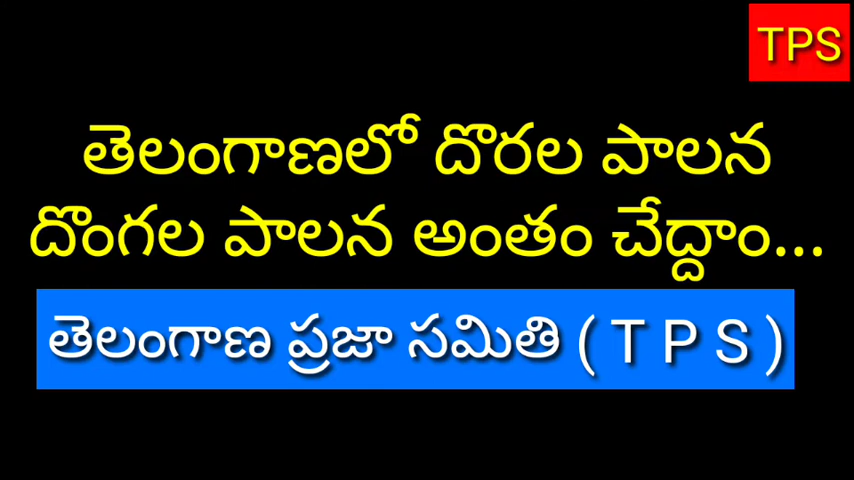 TPS
తెలంగాణలో దొరల పాలన
దొంగల పాలన అంతం చేద్దాం...
తెలంగాణ ప్రజా సమితి ( T P S )